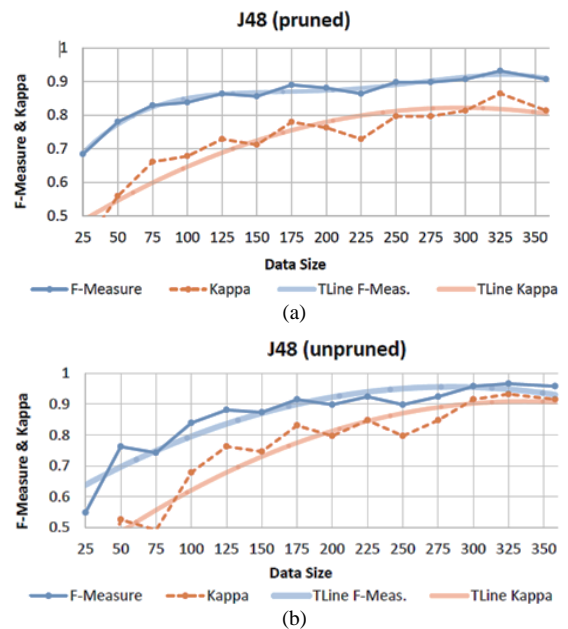 J48 (pruned)
1
0.9
0.8
0.7
0.6
0.5
F-Measure & Kappa
25 50 75 100 125 150 175 200 225 250 275 300 325 350
Data Size
F-Measure Kappa TLine F-Meas. TLine Kappa
(a)
J48 (unpruned)
1
0.9
0.8
0.7
0.6
0.5
F-Measure & Kappa
25 50 75 100 125 150 175 200 225 250 275 300 325 350
Data Size
F-Measure Kappa TLine F-Meas. TLine Kappa
(b)